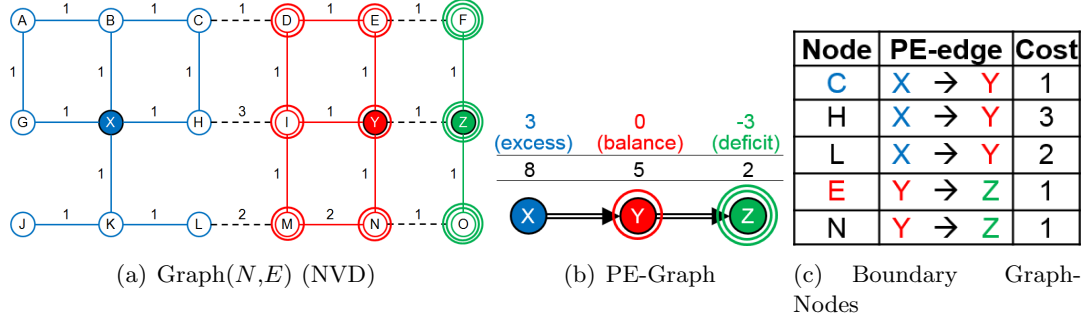 1 1 1 1 1
A B C D E F
1 1 1 1 1 1
1 1 3 1 1
G X H I Y Z
1 1 1 1
1 1 2 2 1
J K L M N O
(a) Graph(N,E) (NVD)
3 0 -3
(excess) (balance) (deficit)
8 5 2
X Y Z
(b) PE-Graph
Node PE-edge Cost
C X → Y 1
H X → Y 3
L X → Y 2
E Y → Z 1
N Y → Z 1
(c) Boundary Graph-
Nodes